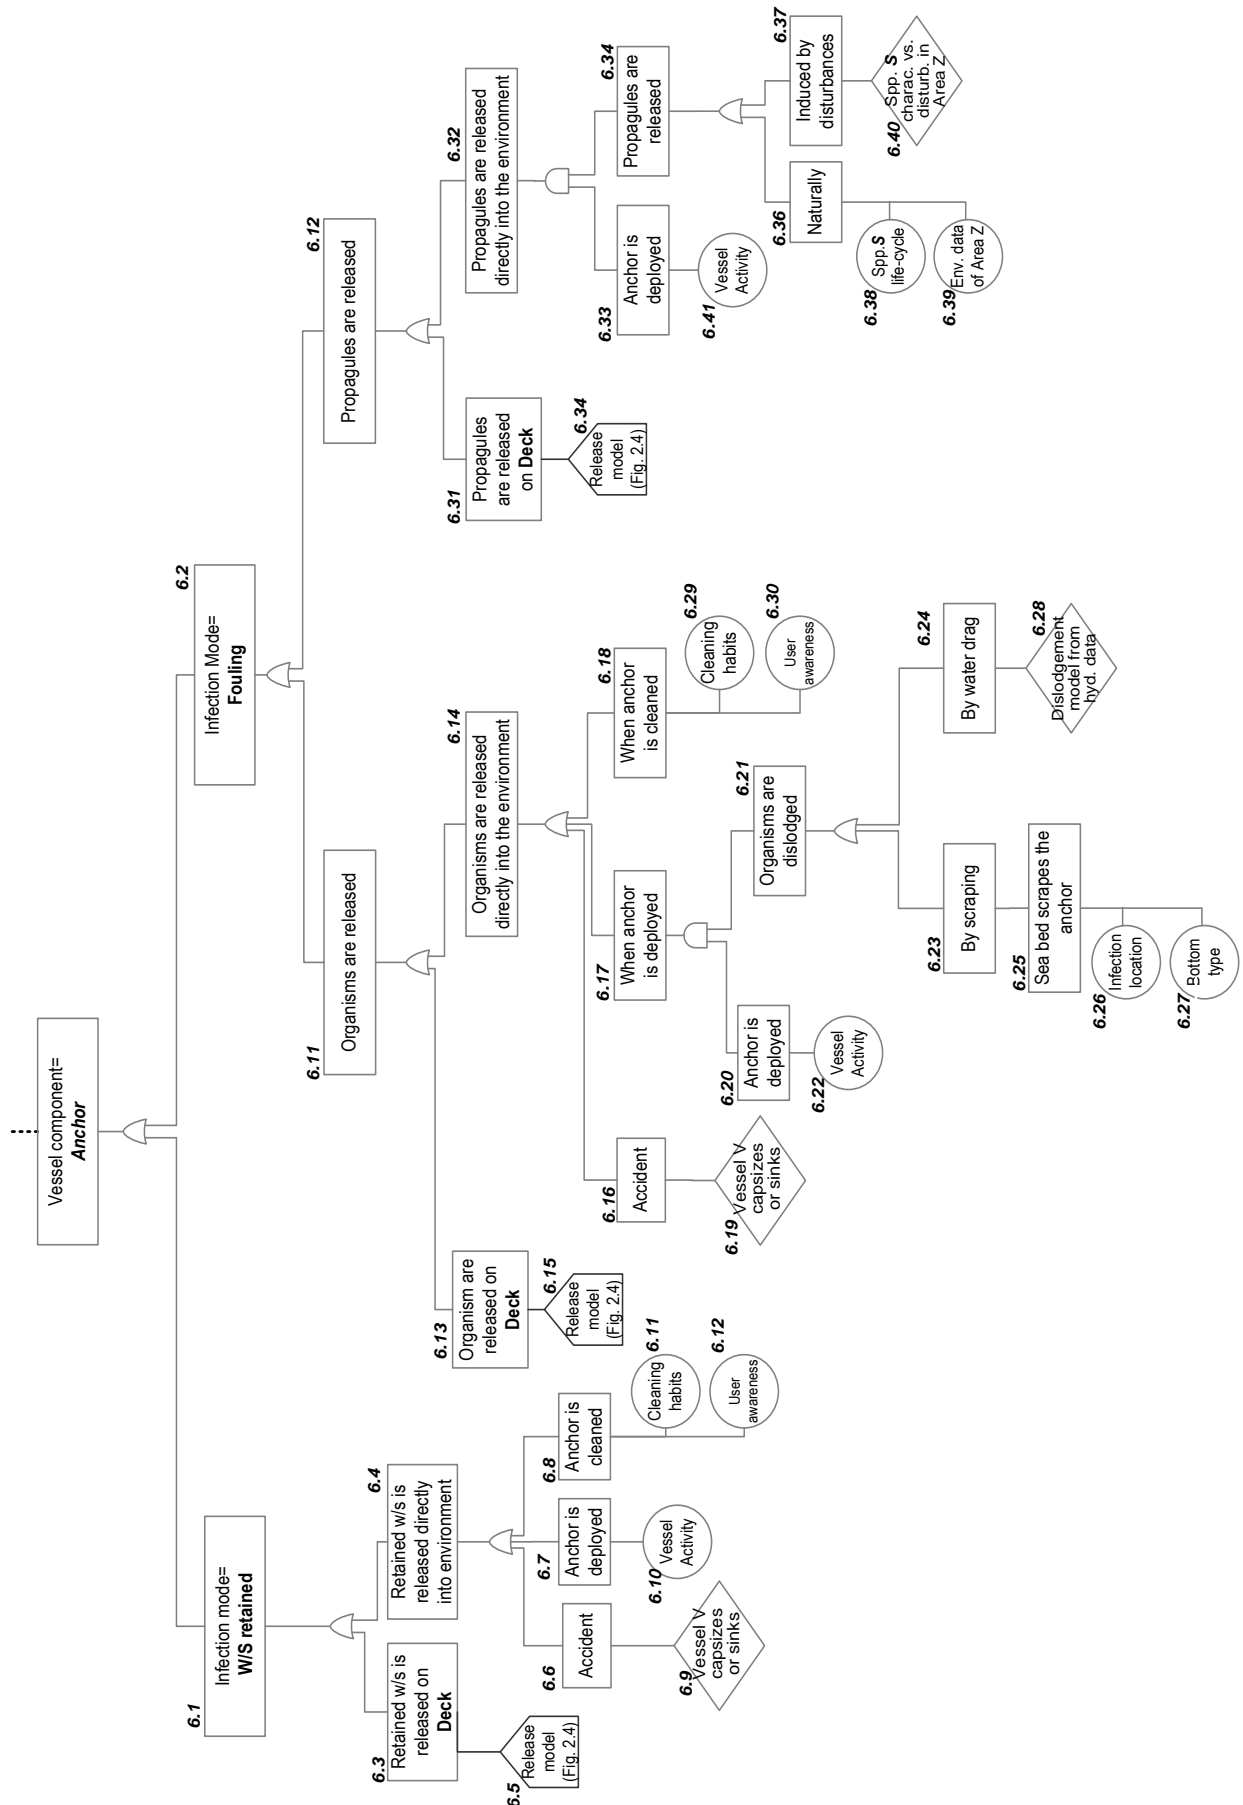 Vessel component=
Anchor
6.1
Infection mode=
W/S retained
6.2
Infection Mode=
Fouling
6.3
Retained w/s is
released on
Deck
6.4
Retained w/s is
released directly
into environment
6.11
Organisms are released
6.12
Propagules are released
6.5
Release
model
(Fig. 2.4)
6.6
Accident
6.7
Anchor is
deployed
6.8
Anchor is
cleaned
6.9
Vessel V
capsizes
or sinks
6.10
Vessel
Activity
6.11
Cleaning
habits
6.12
User
awareness
6.13
Organism are
released on
Deck
6.14
Organisms are released
directly into the environment
6.15
Release
model
(Fig. 2.4)
6.16
Accident
6.17
When anchor
is deployed
6.18
When anchor
is cleaned
6.19
Vessel V
capsizes
or sinks
6.20
Anchor is
deployed
6.21
Organisms are
dislodged
6.22
Vessel
Activity
6.23
By scraping
6.24
By water drag
6.25
Sea bed scrapes the
anchor
6.26
Infection
location
6.27
Bottom
type
6.28
Dislodgement
model from
hyd. data
6.29
Cleaning
habits
6.30
User
awareness
6.31
Propagules
are released
on Deck
6.32
Propagules are released
directly into the environment
6.34
Release
model
(Fig. 2.4)
6.33
Anchor is
deployed
6.34
Propagules are
released
6.41
Vessel
Activity
6.36
Naturally
6.37
Induced by
disturbances
6.38
Spp.S
life-cycle
6.39
Env. data
of Area Z
6.40
Spp. S
charac. vs.
disturb. in
Area Z